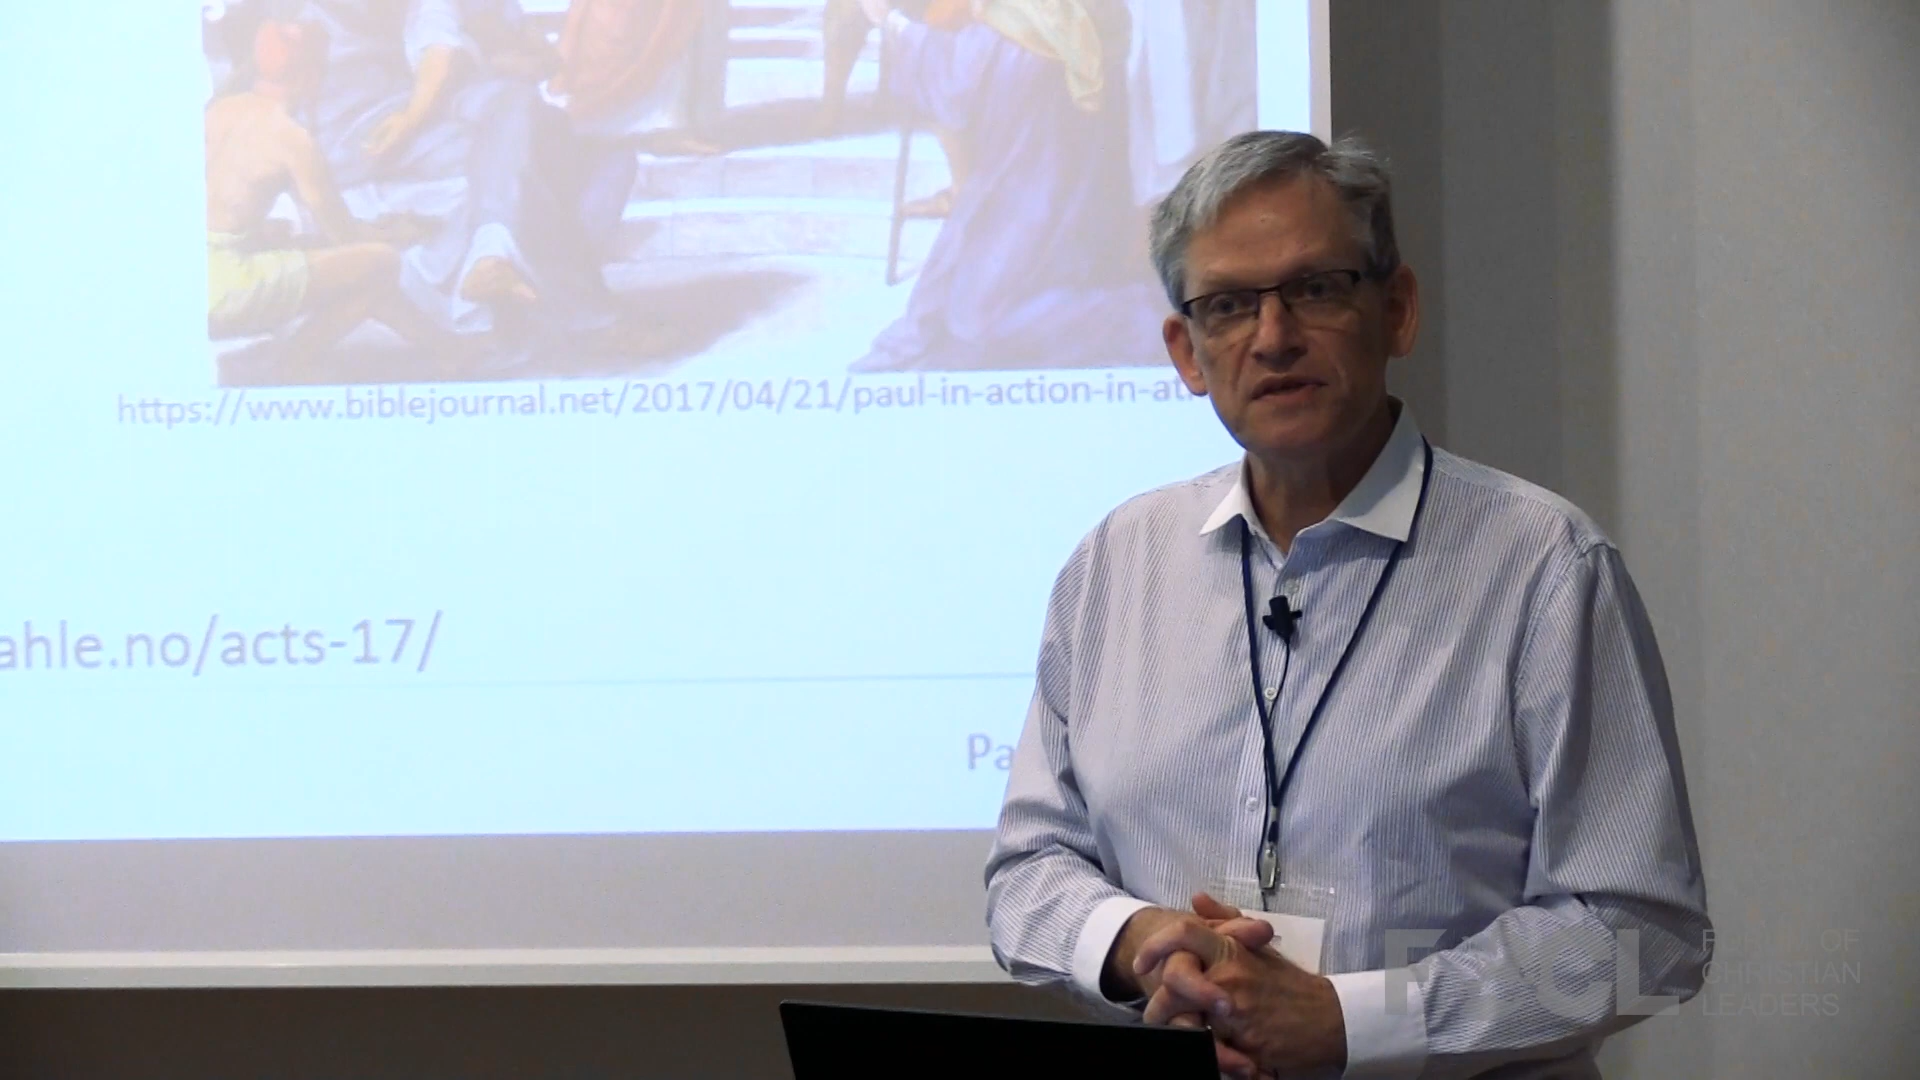 https://www.biblejournal.net/2017/04/21/paul-in-action-in-at
ahle.no/acts-17/
Pa
FOCL FORUM OF
CHRISTIAN
LEADERS